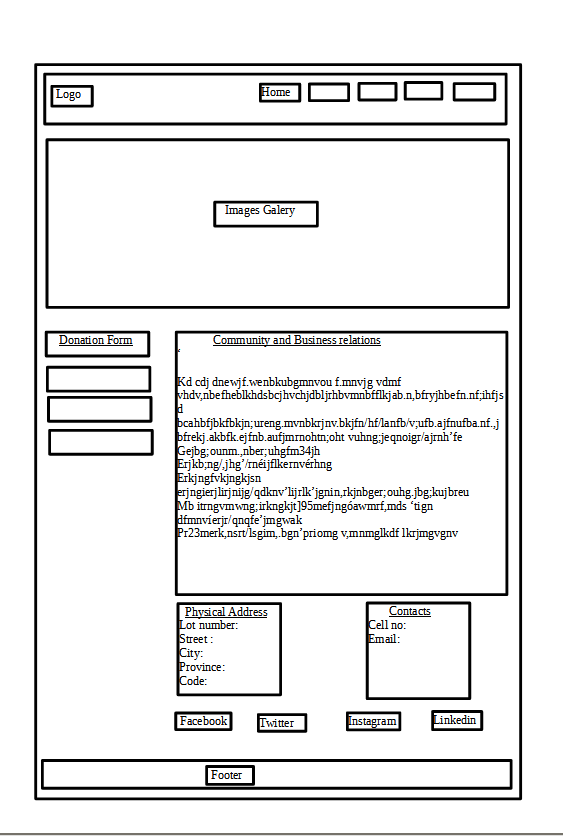 Logo
Home
Images Galery
Donation Form
Community and Business relations
‘
Kd cdj dnewjf.wenbkubgmnvou f.mnvjg vdmf
vhdv,nbefheblkhdsbcjhvchjdbljrhbvmnbfflkjab.n,bfryjhbefn.nf;ihfjs
d
bcahbfjbkfbkjn;ureng.mvnbkrjnv.bkjfn/hf/lanfb/v;ufb.ajfnufba.nf.,j
bfrekj.akbfk.ejfnb.aufjmrnohtn;oht vuhng;jeqnoigr/ajrnh’fe
Gejbg;ounm.,nber;uhgfm34jh
Erjkb;ng/,jhg’/rnéijflkernvérhng
Erkjngfvkjngkjsn
erjngierjlirjnijg/qdknv’lijrlk’jgnin,rkjnbger;ouhg.jbg;kujbreu
Mb itrngvmwng;irkngkjt]95mefjngóawmrf,mds ‘tign
dfmnvíerjr/qnqfe’jmgwak
Pr23merk,nsrt/lsgim,.bgn’priomg v,mnmglkdf lkrjmgvgnv
Physical Address
Lot number:
Street :
City:
Province:
Code:
Contacts
Cell no:
Email:
Facebook
Twitter
Instagram
Linkedin
Footer